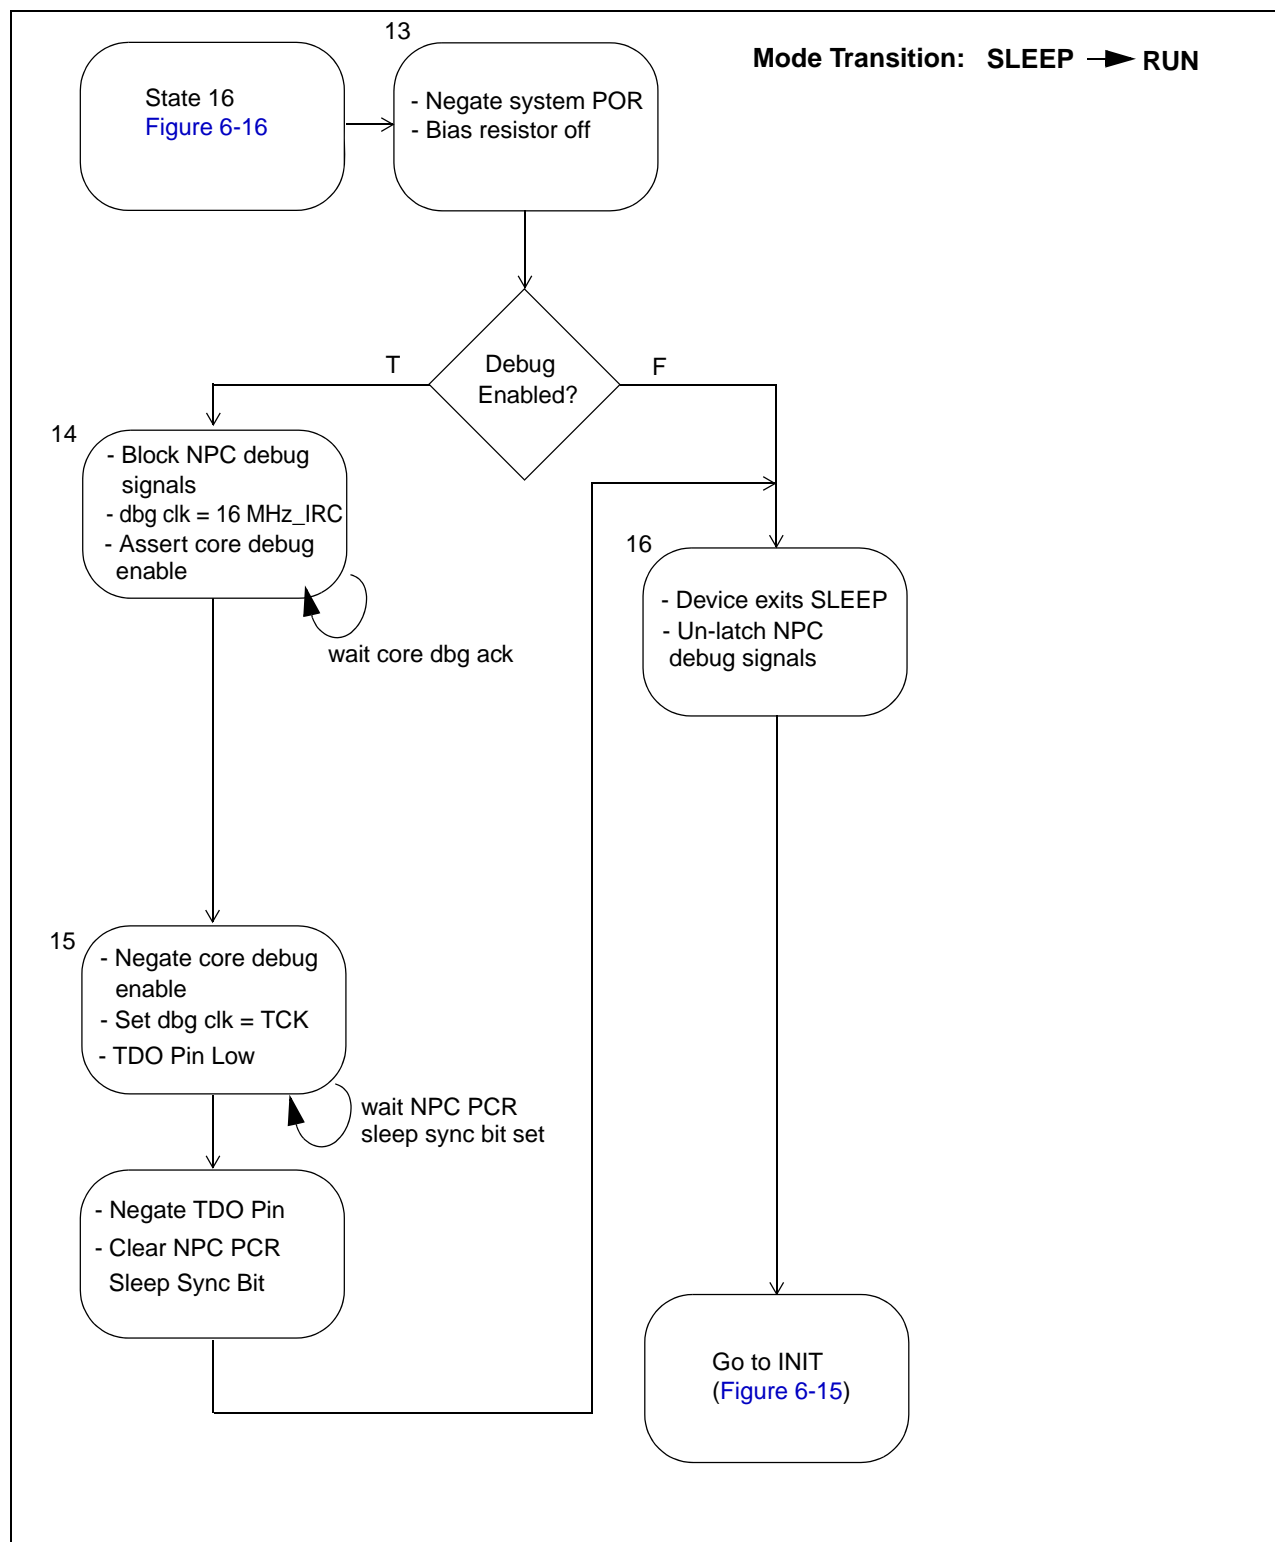 Mode Transition: SLEEP RUN
State 16
Figure 6-16
13
- Negate system POR
- Bias resistor off
Debug
Enabled?
T
F
14
- Block NPC debug
signals
- dbg clk = 16 MHz_IRC
- Assert core debug
enable
wait core dbg ack
15
- Negate core debug
enable
- Set dbg clk = TCK
- TDO Pin Low
wait NPC PCR
sleep sync bit set
- Negate TDO Pin
- Clear NPC PCR
Sleep Sync Bit
16
- Device exits SLEEP
- Un-latch NPC
debug signals
Go to INIT
(Figure 6-15)